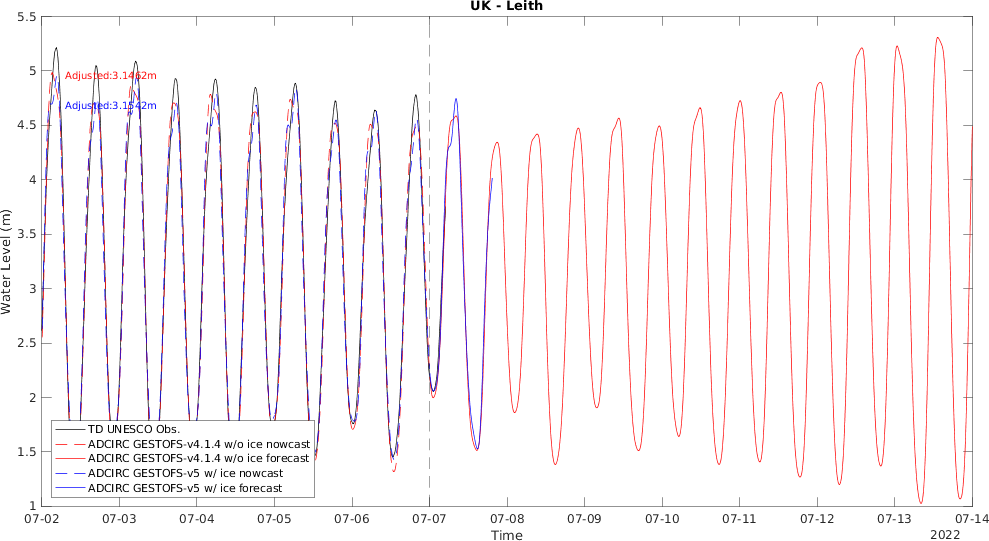 UK - Leith
5.5
5
4.5
4
3.5
3
2.5
2
1.5
1
Water Level (m)
Adjusted:3.1462m
Adjusted:3.1542m
TD UNESCO Obs.
ADCIRC GESTOFS-v4.1.4 w/o ice nowcast
ADCIRC GESTOFS-v4.1.4 w/o ice forecast
ADCIRC GESTOFS-v5 w/ ice nowcast
ADCIRC GESTOFS-v5 w/ ice forecast
07-02 07-03 07-04 07-05 07-06 07-07 07-08 07-09 07-10 07-11 07-12 07-13 07-14
Time
2022